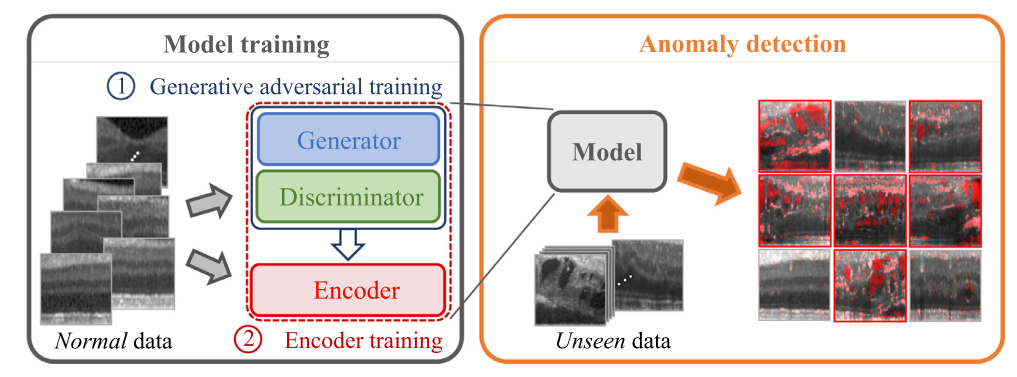 Model training
1 Generative adversarial training
Generator
Discriminator
Encoder
Normal data
2 Encoder training
Anomaly detection
Model
Unseen data